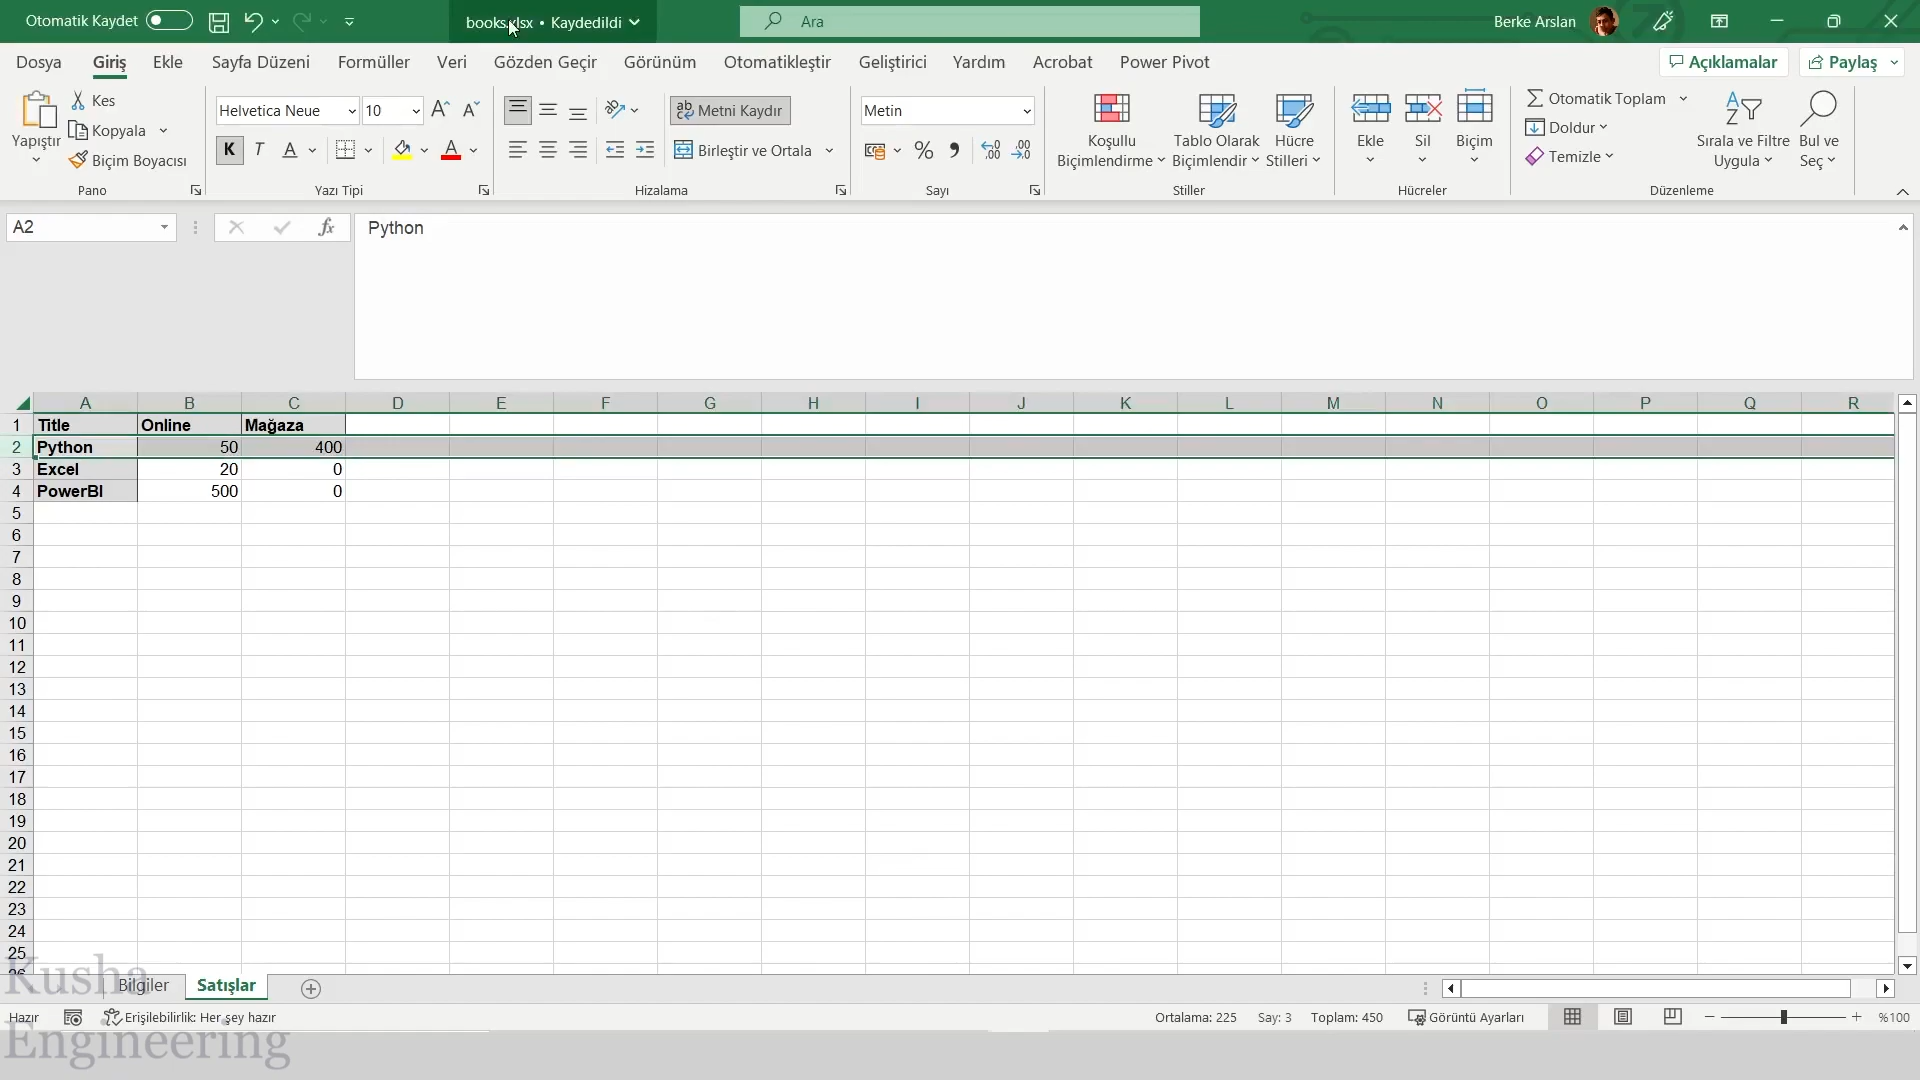 Otomatik Kaydet books.xlsx • Kaydedildi Ara Berke Arslan
Dosya Giriş Ekle Sayfa Düzeni Formüller Veri Gözden Geçir Görünüm Otomatikleştir Geliştirici Yardım Acrobat Power Pivot Açıklamalar Paylaş
Yapıştır Kes Kopyala Biçim Boyacısı
Helvetica Neue 10
K T A A
Metni Kaydır
Birleştir ve Ortala
Metin
Koşullu Biçimlendirme Tablo Olarak Biçimlendir Hücre Stilleri
Ekle Sil Biçim
Otomatik Toplam
Doldur
Temizle
Sırala ve Filtre Uygula Bul ve Seç
Pano Yazı Tipi Hizalama Sayı Stiller Hücreler Düzenleme
A2 fx Python
A B C D E F G H I J K L M N O P Q R
1 Title Online Mağaza
2 Python 50 400
3 Excel 20 0
4 PowerBI 500 0
5
6
7
8
9
10
11
12
13
14
15
16
17
18
19
20
21
22
23
24
25
26
Bilgiler Satışlar
Hazır Erişilebilirlik: Her şey hazır Ortalama: 225 Say: 3 Toplam: 450 Görüntü Ayarları %100
Kusha
Engineering